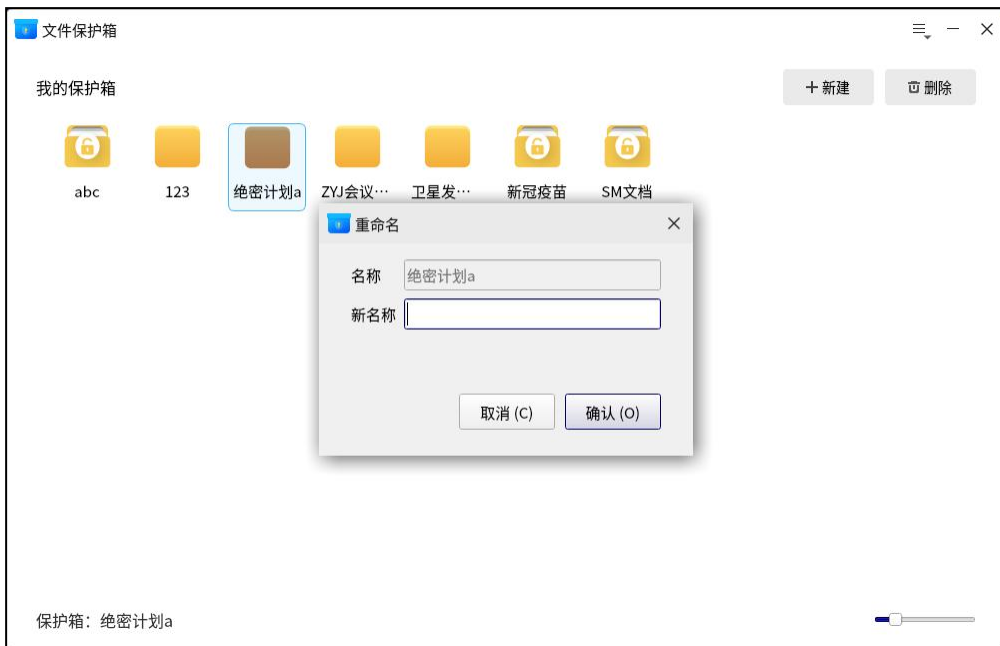 文件保护箱
我的保护箱
新建
删除
abc
123
绝密计划a
ZYJ会议…
卫星发…
新冠疫苗
SM文档
重命名
名称
绝密计划a
新名称
取消 (C)
确认 (O)
保护箱：绝密计划a